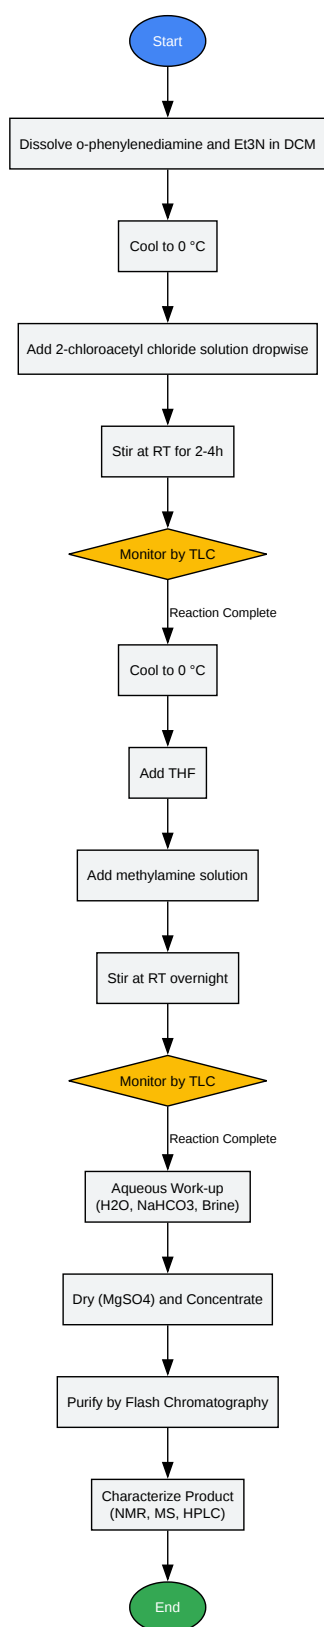 Start
Dissolve o-phenylenediamine and Et3N in DCM
Cool to 0 °C
Add 2-chloroacetyl chloride solution dropwise
Stir at RT for 2-4h
Monitor by TLC
Reaction Complete
Cool to 0 °C
Add THF
Add methylamine solution
Stir at RT overnight
Monitor by TLC
Reaction Complete
Aqueous Work-up
(H2O, NaHCO3, Brine)
Dry (MgSO4) and Concentrate
Purify by Flash Chromatography
Characterize Product
(NMR, MS, HPLC)
End